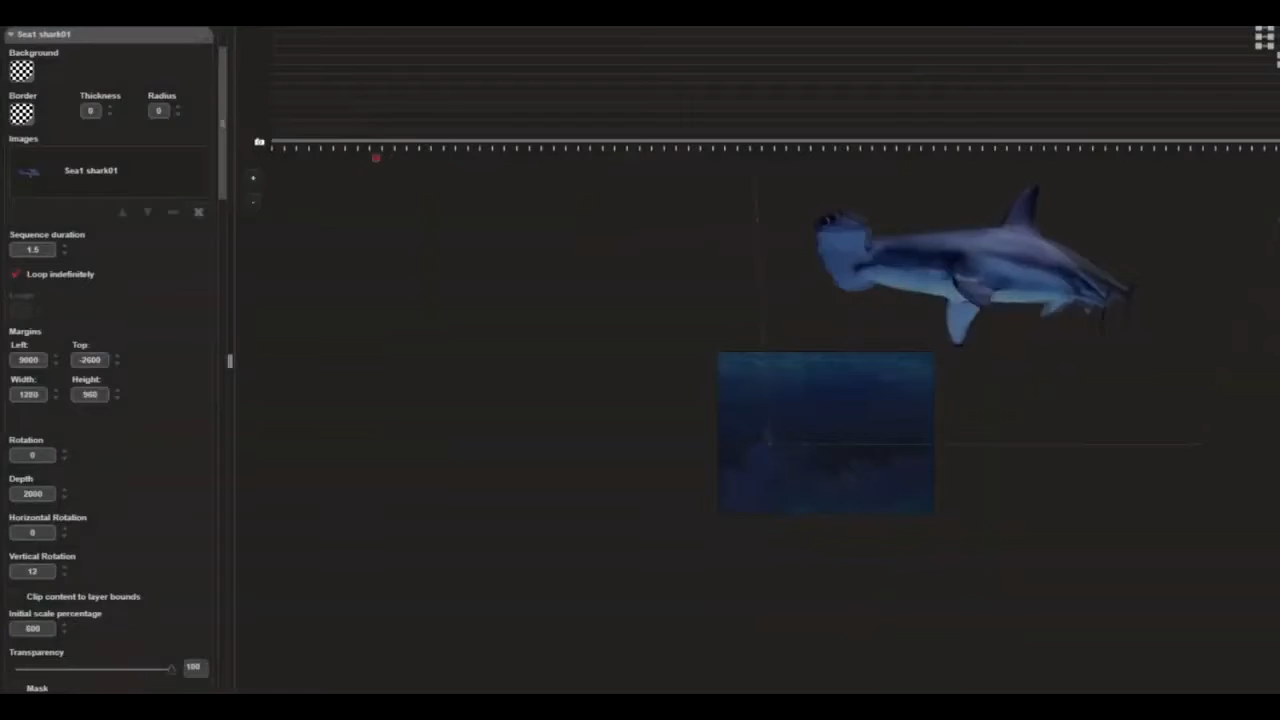 Sea1 shark01
Background
Border Thickness Radius
0 0
Images
Sea1 shark01
Sequence duration
1.5
Loop indefinitely
Margins
Left: Top:
9000 -2600
Width: Height:
1280 960
Rotation
0
Depth
2000
Horizontal Rotation
0
Vertical Rotation
12
Clip content to layer bounds
Initial scale percentage
600
Transparency
100
Mask